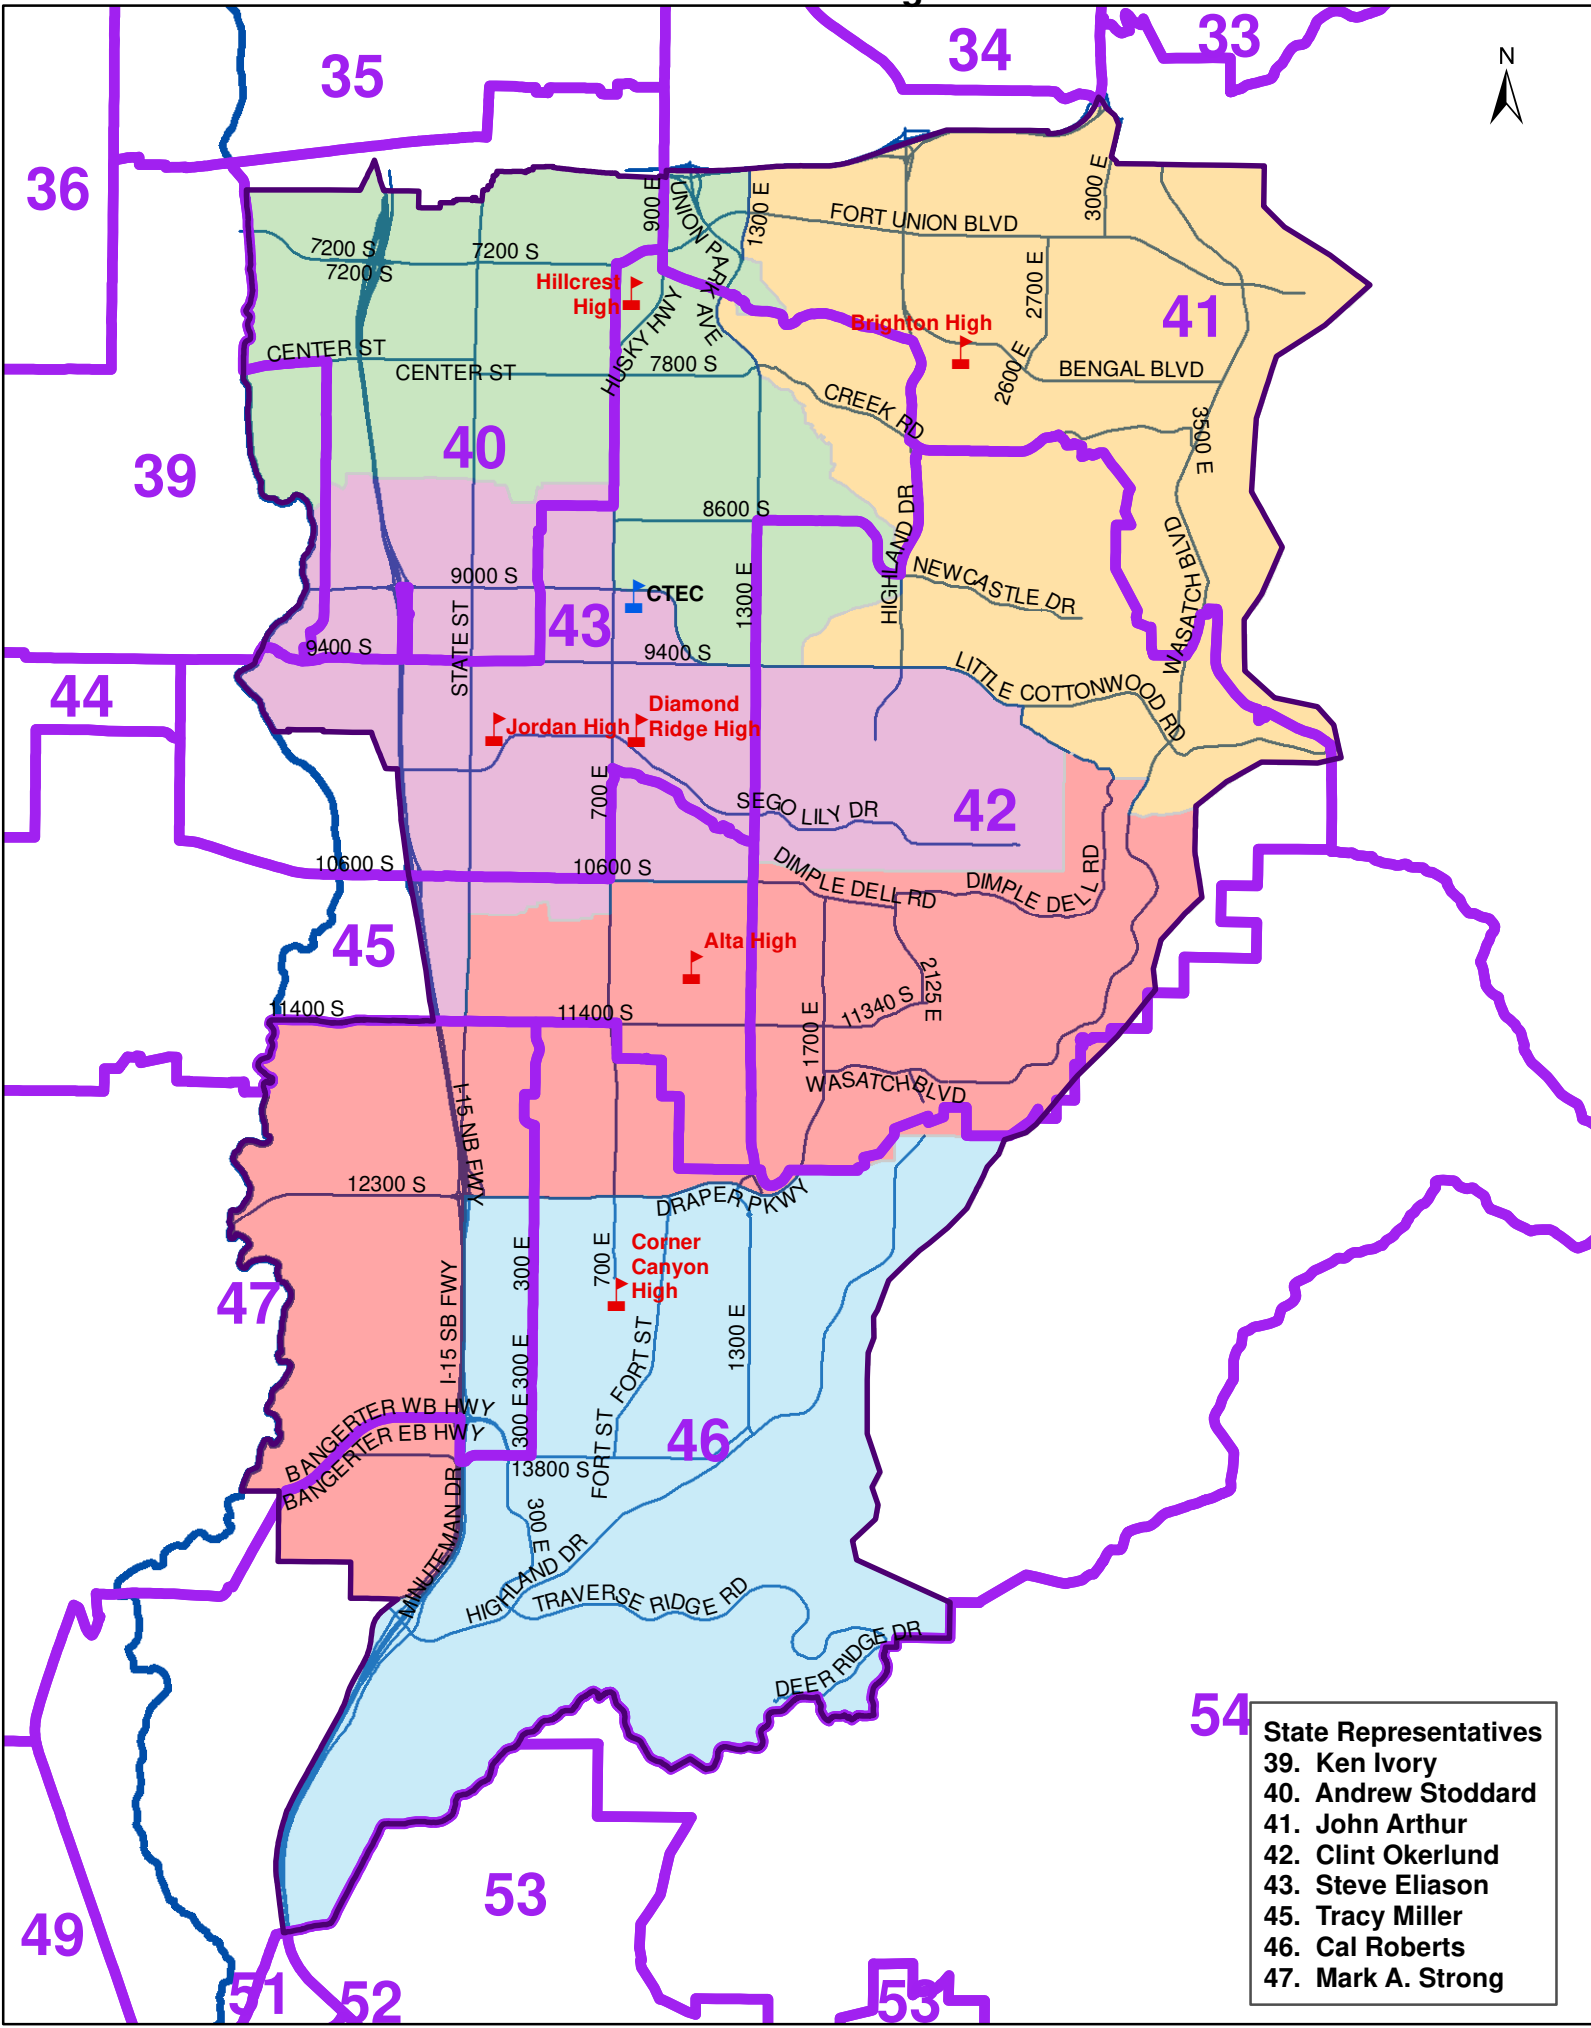 34
33
35
N
36
900 E
UNION PARK AVE
1300 E
3000 E
FORT UNION BLVD
7200 S
7200 S
7200 S
2700 E
Hillcrest
High
HUSKY HWY
Brighton High
41
CENTER ST
CENTER ST
7800 S
2600 E
BENGAL BLVD
CREEK RD
3500 E
40
39
8600 S
HIGHLAND DR
WASATCH BLVD
9000 S
CTEC
1300 E
NEWCASTLE DR
43
STATE ST
9400 S
9400 S
LITTLE COTTONWOOD RD
44
Jordan High
Diamond
Ridge High
700 E
SEGO LILY DR
42
10600 S
10600 S
DIMPLE DELL RD
DIMPLE DELL RD
45
Alta High
2125 E
11400 S
11400 S
11340 S
1700 E
WASATCH BLVD
I-15 NB FWY
12300 S
DRAPER PKWY
300 E
700 E
Corner
Canyon
High
47
I-15 SB FWY
300 E
FORT ST
1300 E
BANGERTER WB HWY
BANGERTER EB HWY
300 E
FORT ST
46
13800 S
MINUTEMAN DR
300 E
HIGHLAND DR
TRAVERSE RIDGE RD
DEER RIDGE DR
54
State Representatives
39. Ken Ivory
40. Andrew Stoddard
41. John Arthur
42. Clint Okerlund
43. Steve Eliason
45. Tracy Miller
46. Cal Roberts
47. Mark A. Strong
53
49
51
52
53